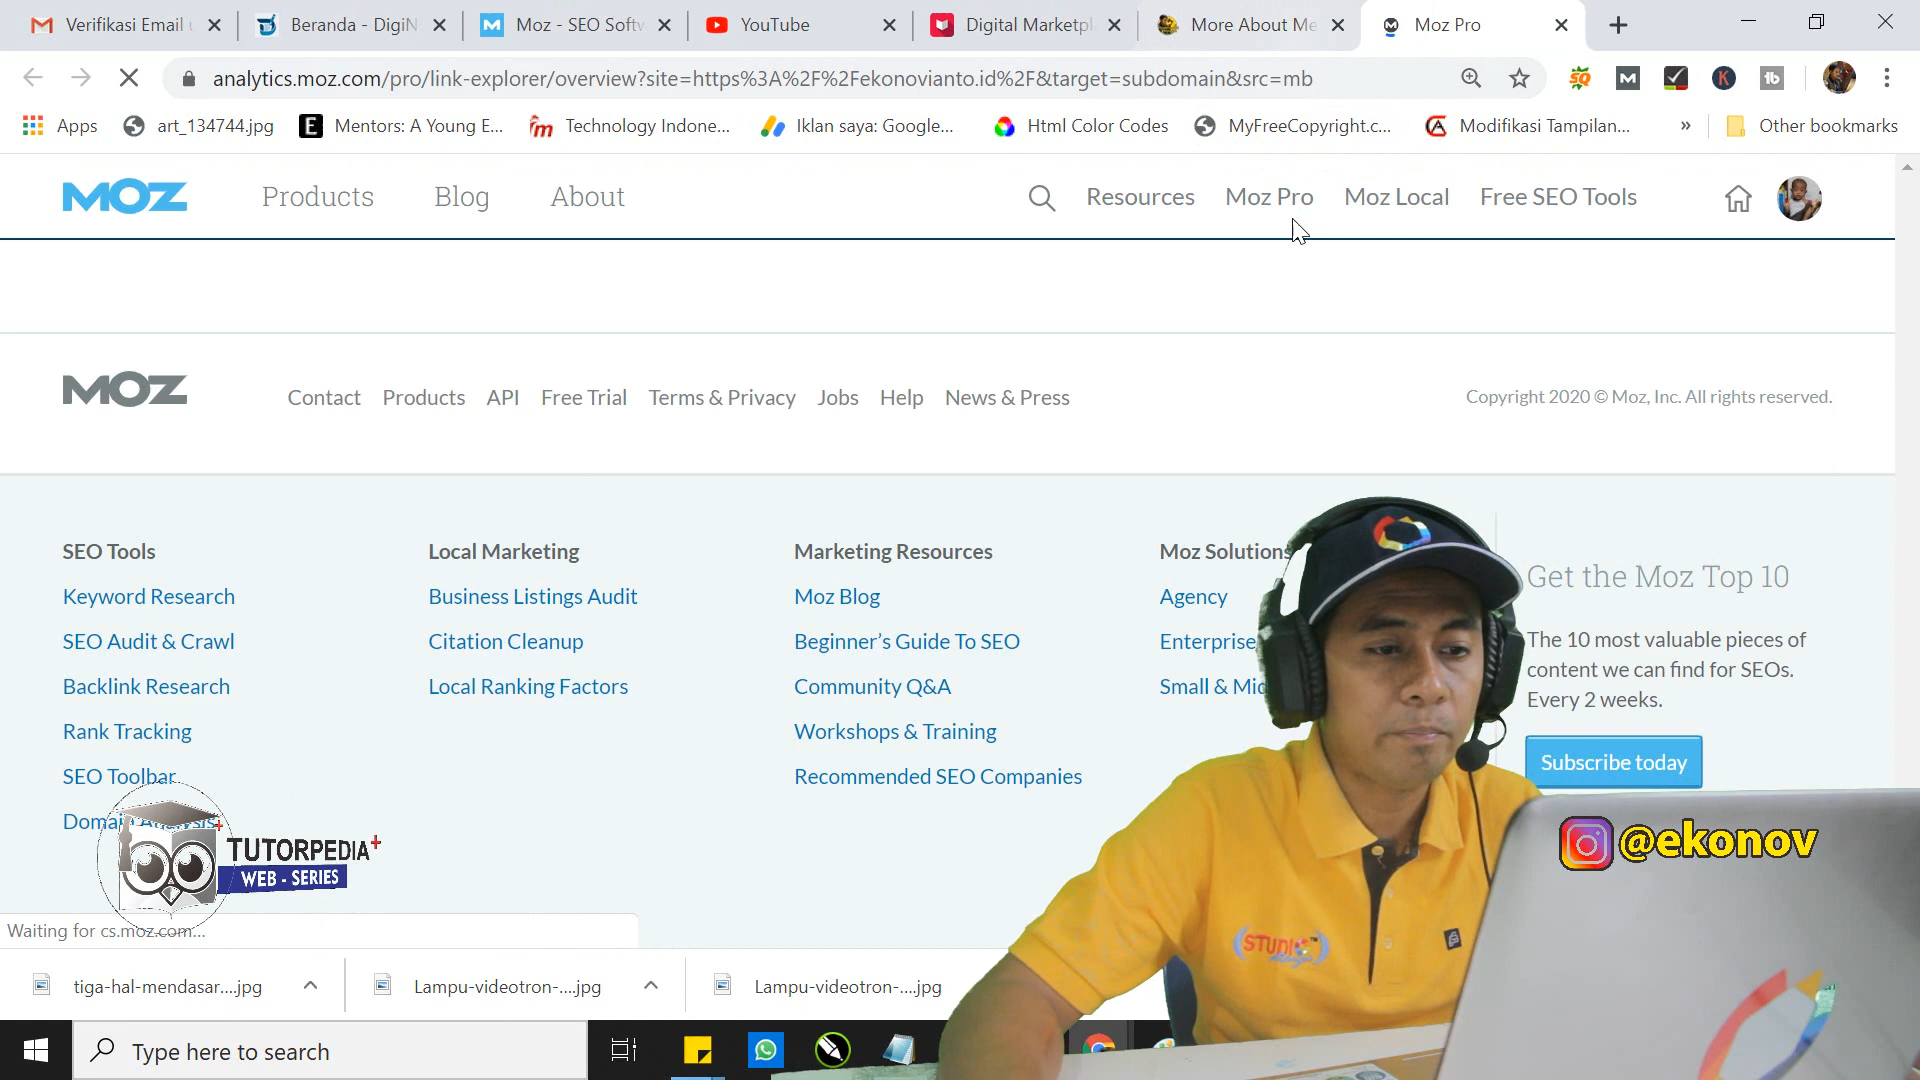 Verifikasi Email
Beranda - DigiN
Moz - SEO Softw
YouTube
Digital Marketpl
More About Me
Moz Pro
analytics.moz.com/pro/link-explorer/overview?site=https%3A%2F%2Fekonovianto.id%2F&target=subdomain&src=mb
Apps
art_134744.jpg
Mentors: A Young E...
Technology Indone...
Iklan saya: Google...
Html Color Codes
MyFreeCopyright.c...
Modifikasi Tampilan...
»
Other bookmarks
MOZ
Products
Blog
About
Resources
Moz Pro
Moz Local
Free SEO Tools
MOZ
Contact
Products
API
Free Trial
Terms & Privacy
Jobs
Help
News & Press
Copyright 2020 © Moz, Inc. All rights reserved.
SEO Tools
Keyword Research
SEO Audit & Crawl
Backlink Research
Rank Tracking
SEO Toolbar
Domain Analysis
Local Marketing
Business Listings Audit
Citation Cleanup
Local Ranking Factors
Marketing Resources
Moz Blog
Beginner's Guide To SEO
Community Q&A
Workshops & Training
Recommended SEO Companies
Moz Solutions
Agency
Enterprise
Small & Mid
Get the Moz Top 10
The 10 most valuable pieces of
content we can find for SEOs.
Every 2 weeks.
Subscribe today
@ekonov
TUTORPEDIA+
WEB - SERIES
STUDIO
Waiting for cs.moz.com...
tiga-hal-mendasar....jpg
Lampu-videotron-....jpg
Lampu-videotron-....jpg
Type here to search